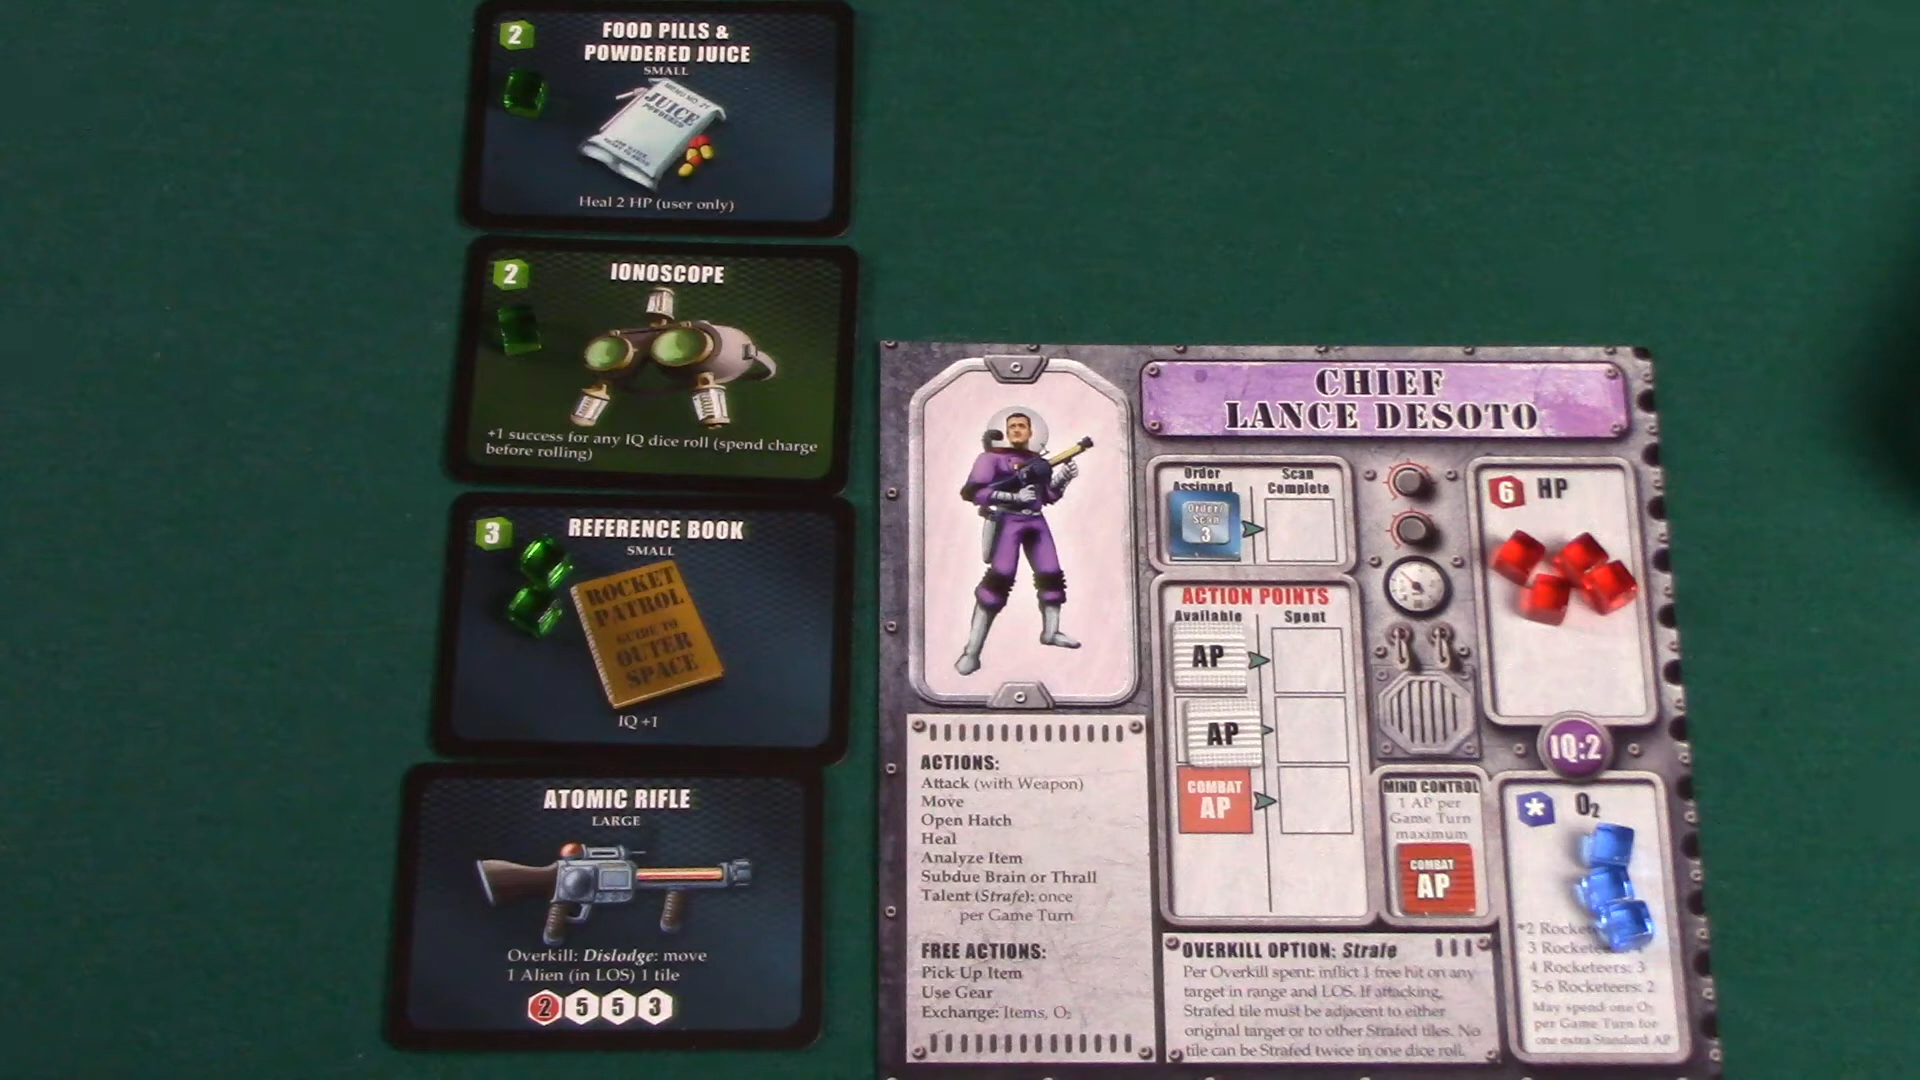 2
FOOD PILLS &
POWDERED JUICE
SMALL
MENU NO. 21
JUICE
POWDERED
Heal 2 HP (user only)
2
IONOSCOPE
+1 success for any IQ dice roll (spend charge
before rolling)
3
REFERENCE BOOK
SMALL
ROCKET
PATROL
GUIDE TO
OUTER
SPACE
IQ +1
ATOMIC RIFLE
LARGE
Overkill: Dislodge: move
1 Alien (in LOS) 1 tile
2 5 5 3
CHIEF
LANCE DESOTO
Order
Assigned
Scan
Complete
Order/
Scan
3
ACTION POINTS
Available
Spent
AP
AP
COMBAT
AP
6 HP
IQ:2
MIND CONTROL
1 AP per
Game Turn
maximum
COMBAT
AP
* O₂
*2 Rocket
3 Rockete
4 Rocketeers: 3
5-6 Rocketeers: 2
May spend one O₂
per Game Turn for
one extra Standard AP
ACTIONS:
Attack (with Weapon)
Move
Open Hatch
Heal
Analyze Item
Subdue Brain or Thrall
Talent (Strafe): once
per Game Turn
FREE ACTIONS:
Pick Up Item
Use Gear
Exchange: Items, O₂
OVERKILL OPTION: Strafe
Per Overkill spent: inflict 1 free hit on any
target in range and LOS. If attacking,
Strafed tile must be adjacent to either
original target or to other Strafed tiles. No
tile can be Strafed twice in one dice roll.